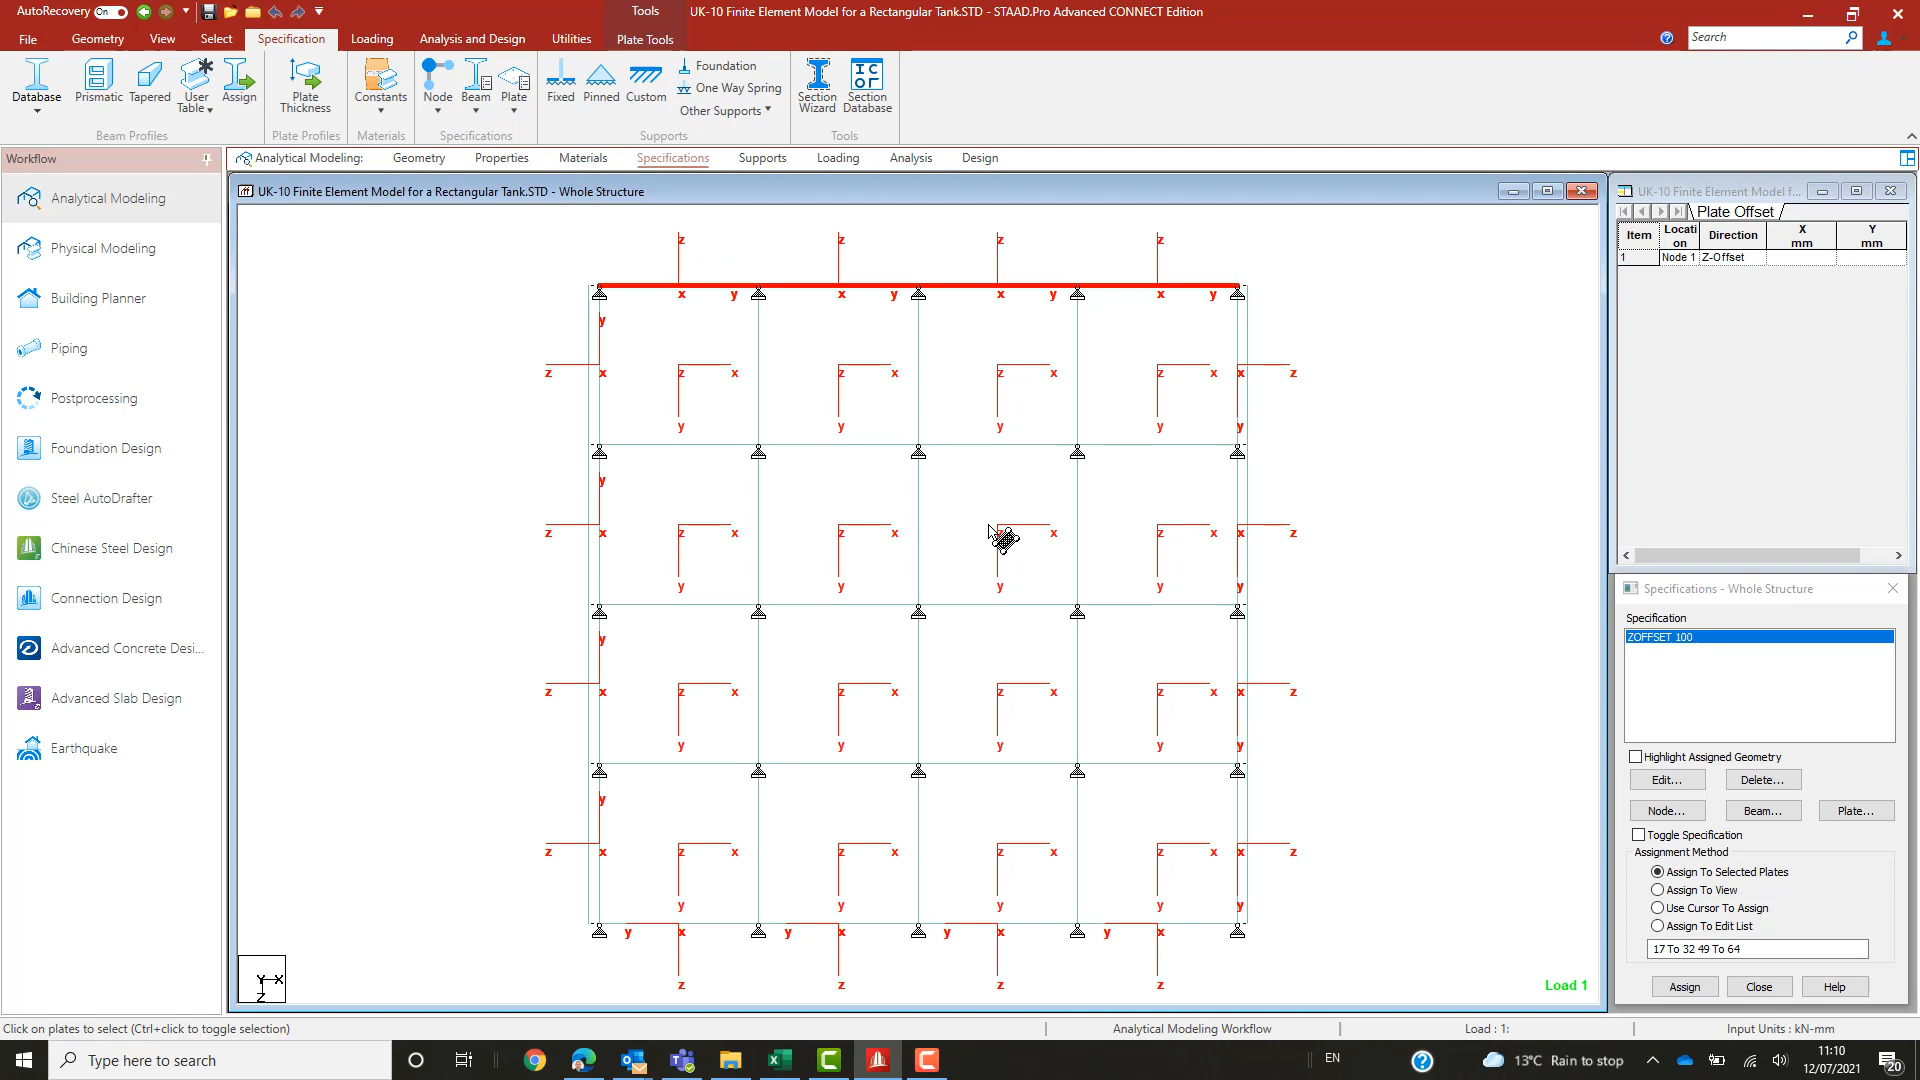 AutoRecovery On
Tools
UK-10 Finite Element Model for a Rectangular Tank.STD - STAAD.Pro Advanced CONNECT Edition
File
Geometry
View
Select
Specification
Loading
Analysis and Design
Utilities
Plate Tools
Search
Database
Prismatic
Tapered
User Table
Assign
Plate Thickness
Constants
Node
Beam
Plate
Fixed
Pinned
Custom
Foundation
One Way Spring
Other Supports
Section Wizard
Section Database
Beam Profiles
Plate Profiles
Materials
Specifications
Supports
Tools
Workflow
Analytical Modeling:
Geometry
Properties
Materials
Specifications
Supports
Loading
Analysis
Design
Analytical Modeling
Physical Modeling
Building Planner
Piping
Postprocessing
Foundation Design
Steel AutoDrafter
Chinese Steel Design
Connection Design
Advanced Concrete Desi...
Advanced Slab Design
Earthquake
UK-10 Finite Element Model for a Rectangular Tank.STD - Whole Structure
z z z z
x y x y x y x y
y
z x z x z x z x z x x z
y y y y y
y
z x z x z x z x z x x z
y y y y y
y
z x z x z x z x z x x z
y y y y y
y
z x z x z x z x z x x z
y y y y y
y x y x y x y x
z z z z
Y X
Z
Load 1
UK-10 Finite Element Model f...
Plate Offset
Item Locati on Direction X mm Y mm
1 Node 1 Z-Offset
Specifications - Whole Structure
Specification
ZOFFSET 100
Highlight Assigned Geometry
Edit... Delete...
Node... Beam... Plate...
Toggle Specification
Assignment Method
Assign To Selected Plates
Assign To View
Use Cursor To Assign
Assign To Edit List
17 To 32 49 To 64
Assign Close Help
Click on plates to select (Ctrl+click to toggle selection)
Analytical Modeling Workflow
Load : 1:
Input Units : kN-mm
Type here to search
EN
13°C Rain to stop
11:10
12/07/2021
20